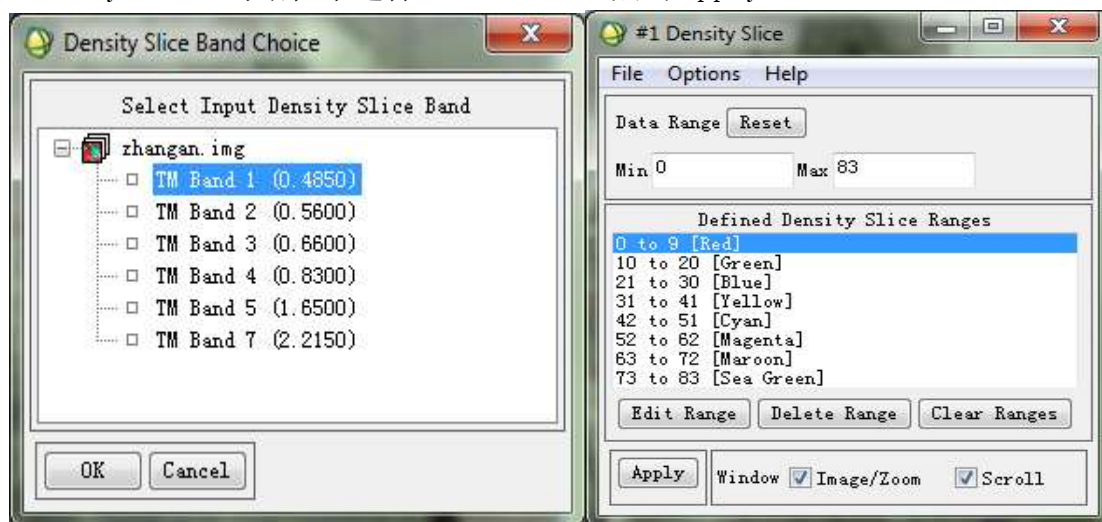 Density Slice Band Choice
Select Input Density Slice Band
zhangan.img
TM Band 1 (0.4850)
TM Band 2 (0.5600)
TM Band 3 (0.6600)
TM Band 4 (0.8300)
TM Band 5 (1.6500)
TM Band 7 (2.2150)
OK Cancel
#1 Density Slice
File Options Help
Data Range Reset
Min 0 Max 83
Defined Density Slice Ranges
0 to 9 [Red]
10 to 20 [Green]
21 to 30 [Blue]
31 to 41 [Yellow]
42 to 51 [Cyan]
52 to 62 [Magenta]
63 to 72 [Maroon]
73 to 83 [Sea Green]
Edit Range Delete Range Clear Ranges
Apply Window Image/Zoom Scroll